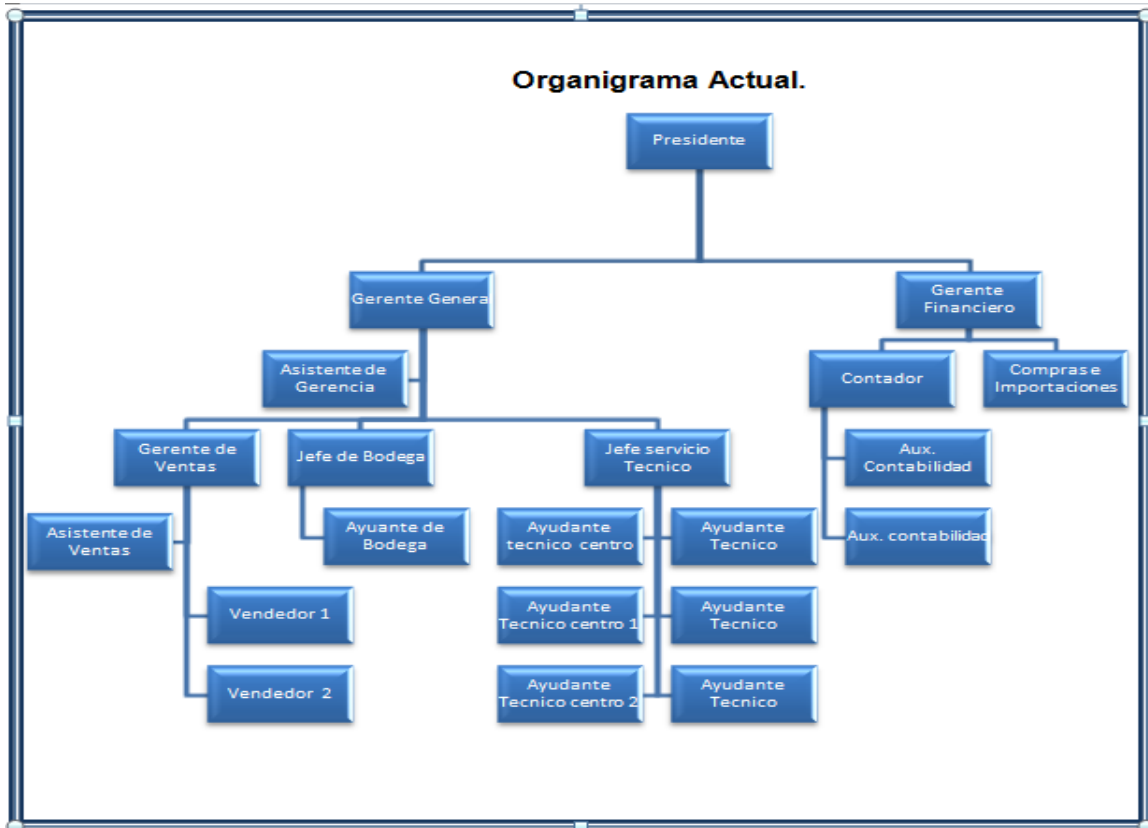 Organigrama Actual.
Presidente
Gerente Genera
Gerente
Financiero
Asistente de
Gerencia
Contador
Compras e
Importaciones
Gerente de
Ventas
Jefe de Bodega
Jefe servicio
Tecnico
Aux.
Contabilidad
Asistente de
Ventas
Ayuante de
Bodega
Ayudante
tecnico centro
Ayudante
Tecnico
Aux. contabilidad
Vendedor 1
Ayudante
Tecnico centro 1
Ayudante
Tecnico
Vendedor 2
Ayudante
Tecnico centro 2
Ayudante
Tecnico